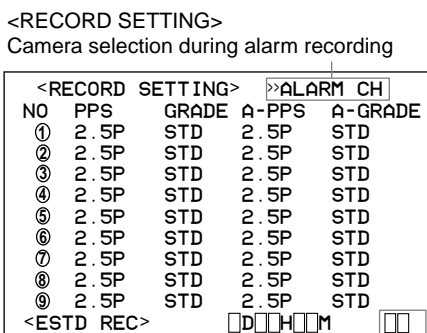 <RECORD SETTING>
Camera selection during alarm recording
<RECORD SETTING> »ALARM CH
NO PPS GRADE A-PPS A-GRADE
① 2.5P STD 2.5P STD
② 2.5P STD 2.5P STD
③ 2.5P STD 2.5P STD
④ 2.5P STD 2.5P STD
⑤ 2.5P STD 2.5P STD
⑥ 2.5P STD 2.5P STD
⑦ 2.5P STD 2.5P STD
⑧ 2.5P STD 2.5P STD
⑨ 2.5P STD 2.5P STD
<ESTD REC> □D□□H□□M □□